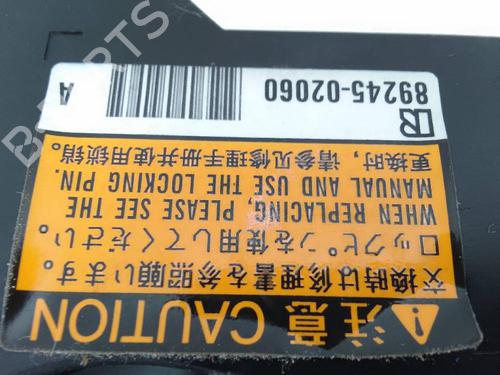 ⚠注意 CAUTION
交換時は修理書を参照願います。
ロックピンを使用してください。
WHEN REPLACING, PLEASE SEE THE
MANUAL AND USE THE LOCKING PIN.
更换时,请参见修理手册并使用锁销。
89245-02060 A
B-PARTS